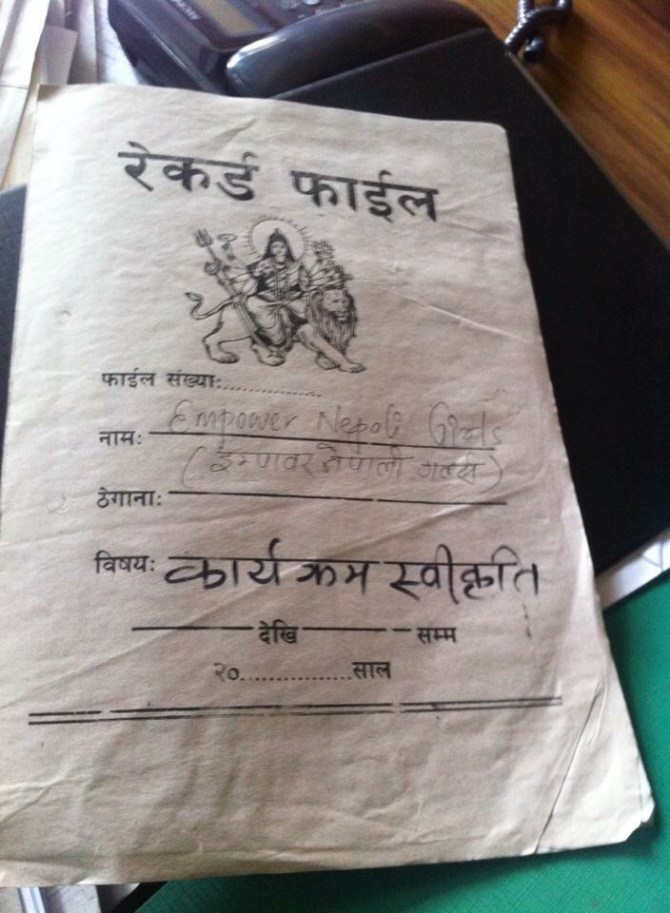 रेकर्ड फाईल
फाईल संख्या:..............
नाम: Empower Nepali Girls
(इम्पावर नेपाली गर्ल्स)
ठेगाना:
विषय: कार्यक्रम स्वीकृति
देखि सम्म
२०...............साल